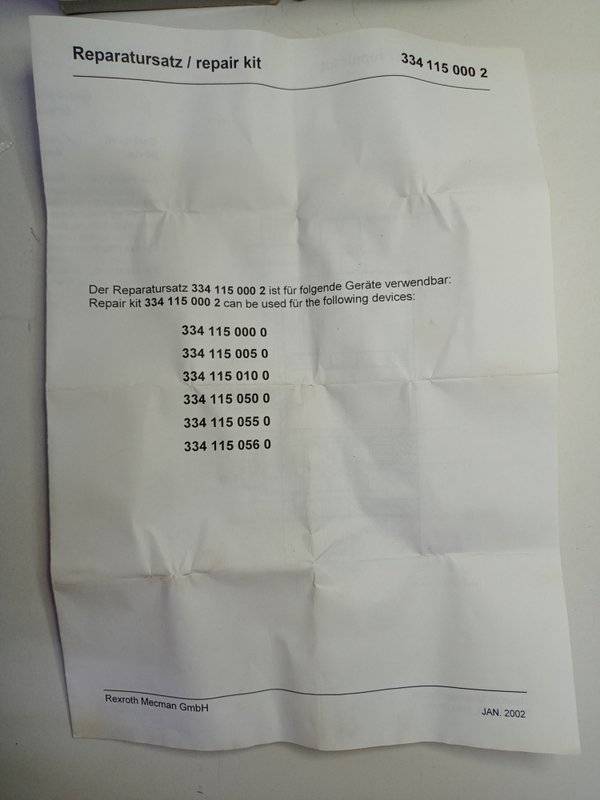 Reparatursatz / repair kit 334 115 000 2
Der Reparatursatz 334 115 000 2 ist für folgende Geräte verwendbar:
Repair kit 334 115 000 2 can be used für the following devices:
334 115 000 0
334 115 005 0
334 115 010 0
334 115 050 0
334 115 055 0
334 115 056 0
Rexroth Mecman GmbH JAN. 2002